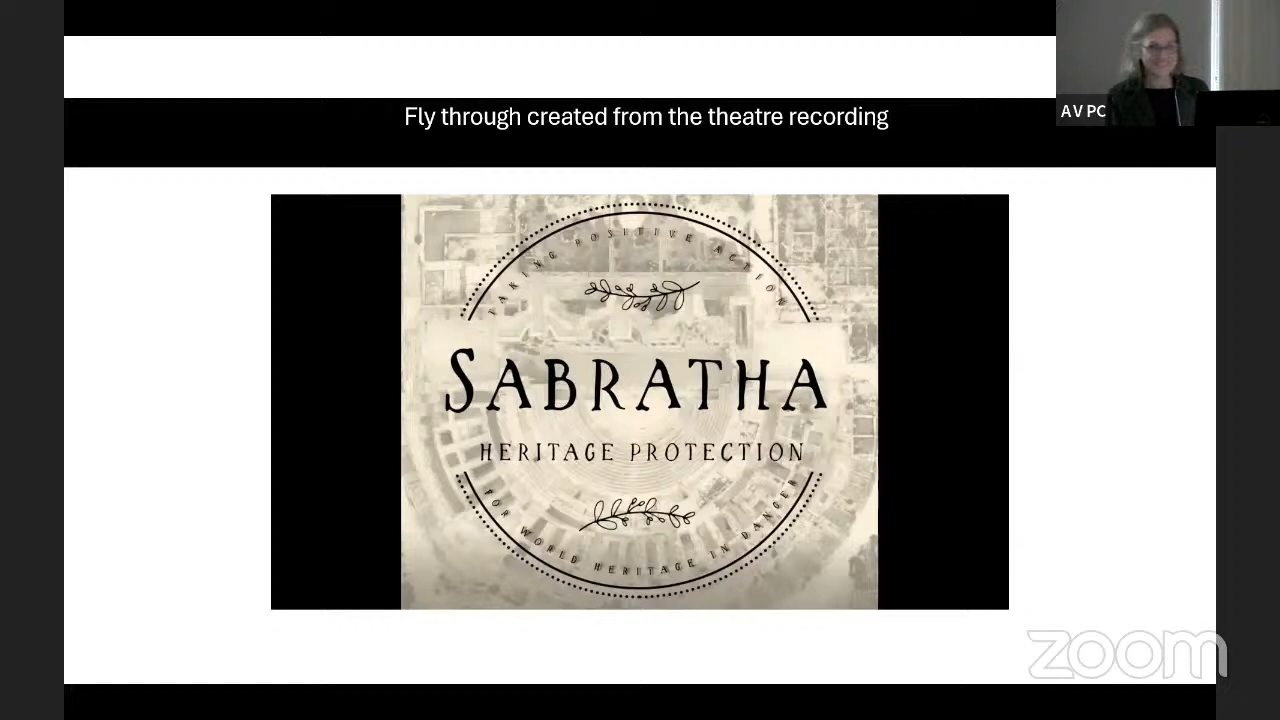 Fly through created from the theatre recording
AV PC
TAKING POSITIVE ACTION
SABRATHA
HERITAGE PROTECTION
FOR WORLD HERITAGE IN DANGER
zoom